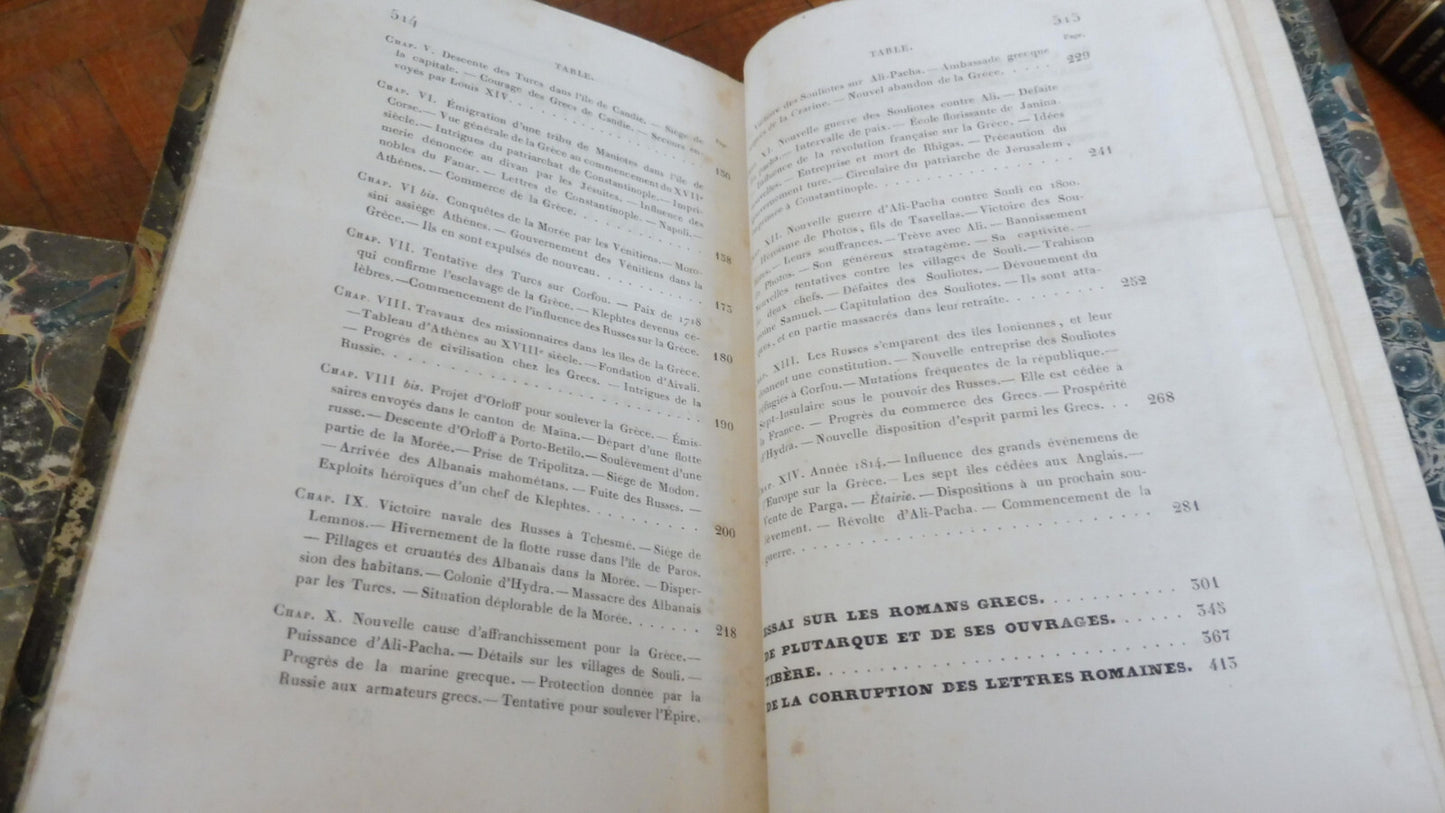 514
TABLE.
CHAP. V. Descente des Turcs dans l'île de Candie. — Siége de
la capitale. — Courage des Grecs de Candie. — Secours en-
voyés par Louis XIV. 150
CHAP. VI. Émigration d'une tribu de Maniotes dans l'île de
Corse. — Vue générale de la Grèce au commencement du XVIIe
siècle. — Intrigues du patriarchat de Constantinople. — Impri-
merie dénoncée au divan par les Jésuites. — Influence des
nobles du Fanar. — Lettres de Constantinople. — Napoli.
Athènes. — Commerce de la Grèce. 158
CHAP. VI bis. Conquêtes de la Morée par les Vénitiens. — Moro-
sini assiége Athènes. — Gouvernement des Vénitiens dans la
Grèce. — Ils en sont expulsés de nouveau. 175
CHAP. VII. Tentative des Turcs sur Corfou. — Paix de 1718
qui confirme l'esclavage de la Grèce. — Klephtes devenus cé-
lèbres. — Commencement de l'influence des Russes sur la Grèce. 180
CHAP. VIII. Travaux des missionnaires dans les îles de la Grèce.
— Tableau d'Athènes au XVIIIe siècle. — Fondation d'Aivali.
— Progrès de civilisation chez les Grecs. — Intrigues de la
Russie. 190
CHAP. VIII bis. Projet d'Orloff pour soulever la Grèce. — Émis-
saires envoyés dans le canton de Maïna. — Départ d'une flotte
russe. — Descente d'Orloff à Porto-Betilo. — Soulèvement d'une
partie de la Morée. — Prise de Tripolitza. — Siége de Modon.
— Arrivée des Albanais mahométans. — Fuite des Russes. —
Exploits héroïques d'un chef de Klephtes. 200
CHAP. IX. Victoire navale des Russes à Tchesmé. — Siége de
Lemnos. — Hivernement de la flotte russe dans l'île de Paros.
— Pillages et cruautés des Albanais dans la Morée. — Disper-
sion des habitans. — Colonie d'Hydra. — Massacre des Albanais
par les Turcs. — Situation déplorable de la Morée. 218
CHAP. X. Nouvelle cause d'affranchissement pour la Grèce. —
Puissance d'Ali-Pacha. — Détails sur les villages de Souli. —
Progrès de la marine grecque. — Protection donnée par la
Russie aux armateurs grecs. — Tentative pour soulever l'Épire.
515
TABLE.
Page.
des Souliotes sur Ali-Pacha. — Ambassade grecque
de la Czarine. — Nouvel abandon de la Grèce. 229
XI. Nouvelle guerre des Souliotes contre Ali. — Défaite
pacha. — Intervalle de paix. — École florissante de Janina.
Influence de la révolution française sur la Grèce. — Idées
— Entreprise et mort de Rhigas. — Précaution du
turc. — Circulaire du patriarche de Jérusalem,
à Constantinople. 241
XII. Nouvelle guerre d'Ali-Pacha contre Souli en 1800.
Héroïsme de Photos, fils de Tsavellas. — Victoire des Sou-
— Leurs souffrances. — Trève avec Ali. — Bannissement
Photos. — Son généreux stratagème. — Sa captivité. —
tentatives contre les villages de Souli. — Trahison
deux chefs. — Défaites des Souliotes. — Dévouement du
Samuel. — Capitulation des Souliotes. — Ils sont atta-
et en partie massacrés dans leur retraite. 252
XIII. Les Russes s'emparent des îles Ioniennes, et leur
une constitution. — Nouvelle entreprise des Souliotes
à Corfou. — Mutations fréquentes de la république. —
Sept-Insulaire sous le pouvoir des Russes. — Elle est cédée à
la France. — Progrès du commerce des Grecs. — Prospérité
d'Hydra. — Nouvelle disposition d'esprit parmi les Grecs. 268
XIV. Année 1814. — Influence des grands évènemens de
l'Europe sur la Grèce. — Les sept îles cédées aux Anglais. —
Vente de Parga. — Étairie. — Dispositions à un prochain sou-
lèvement. — Révolte d'Ali-Pacha. — Commencement de la
guerre. 281
ESSAI SUR LES ROMANS GRECS. 301
DE PLUTARQUE ET DE SES OUVRAGES. 345
TIBÈRE. 367
DE LA CORRUPTION DES LETTRES ROMAINES. 413